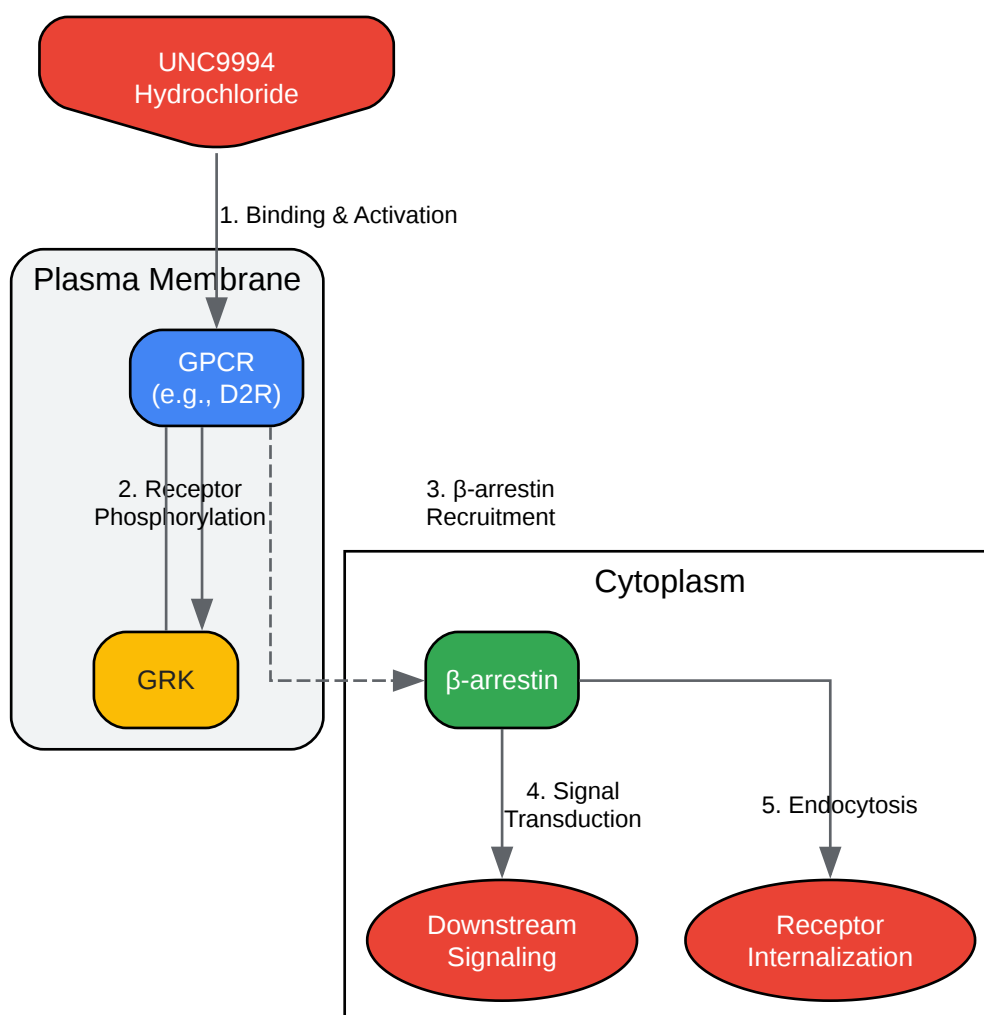 UNC9994
Hydrochloride
1. Binding & Activation
Plasma Membrane
GPCR
(e.g., D2R)
2. Receptor
Phosphorylation
3. β-arrestin
Recruitment
Cytoplasm
GRK
β-arrestin
4. Signal
Transduction
5. Endocytosis
Downstream
Signaling
Receptor
Internalization